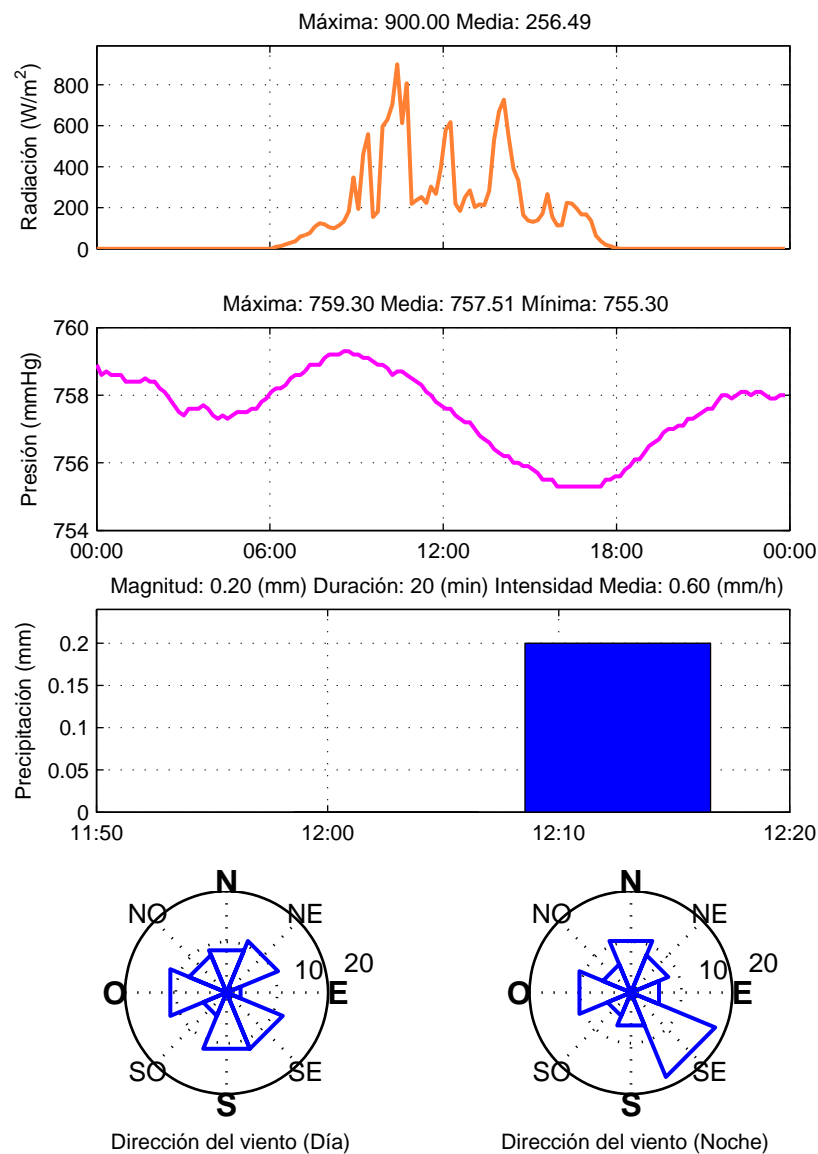 Máxima: 900.00 Media: 256.49
Radiación (W/m²)
800
600
400
200
0
Máxima: 759.30 Media: 757.51 Mínima: 755.30
Presión (mmHg)
760
758
756
754
00:00 06:00 12:00 18:00 00:00
Magnitud: 0.20 (mm) Duración: 20 (min) Intensidad Media: 0.60 (mm/h)
Precipitación (mm)
0.2
0.15
0.1
0.05
0
11:50 12:00 12:10 12:20
N
NO NE
10 20
O E
SO SE
S
Dirección del viento (Día)
N
NO NE
10 20
O E
SO SE
S
Dirección del viento (Noche)